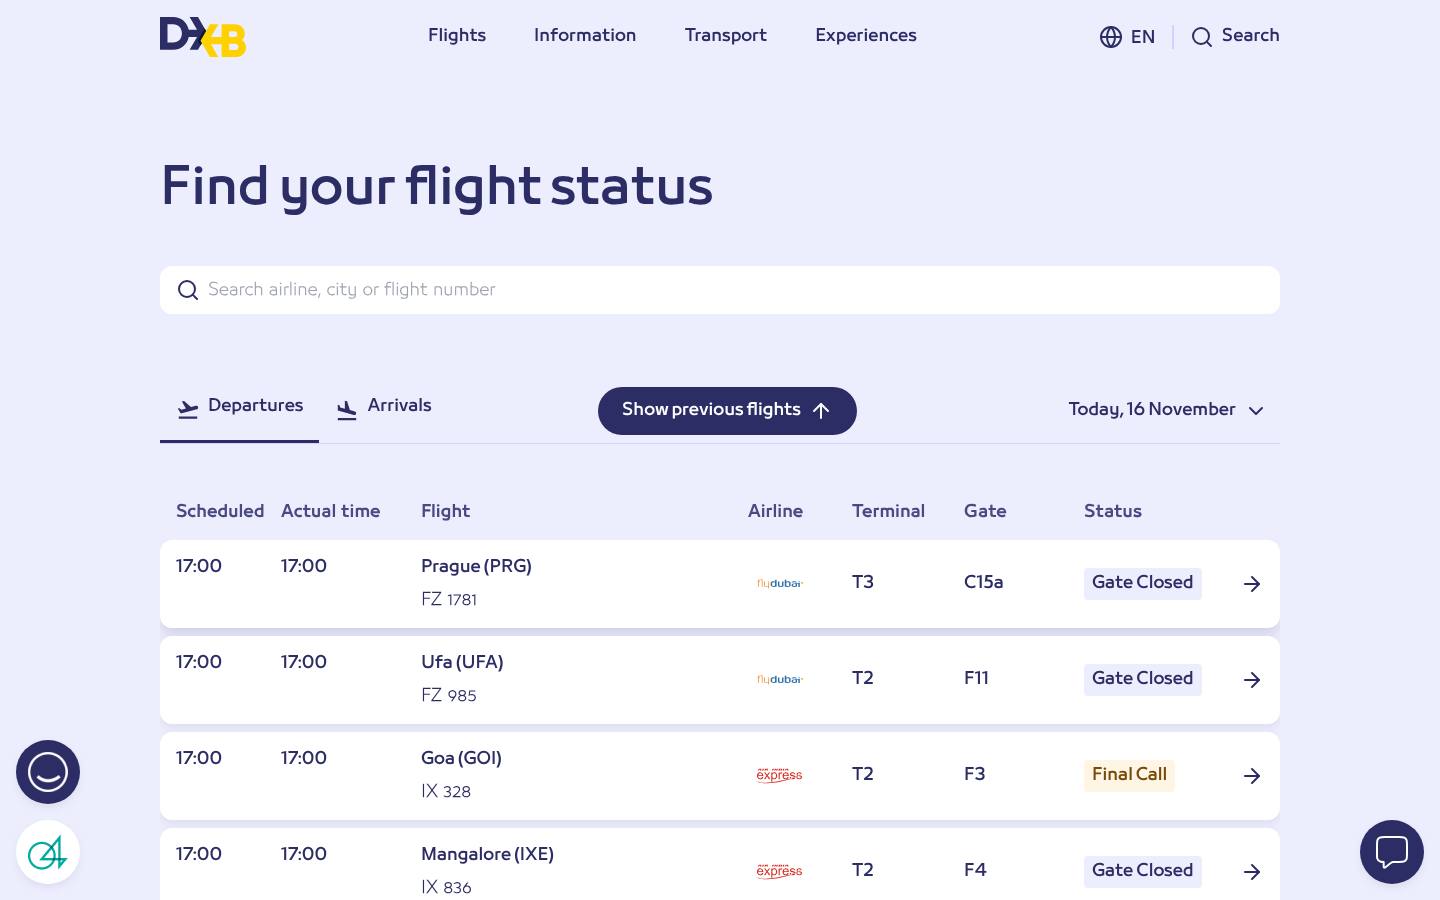 DXB
Flights
Information
Transport
Experiences
EN
Search
Find your flight status
Search airline, city or flight number
Departures
Arrivals
Show previous flights
Today, 16 November
Scheduled
Actual time
Flight
Airline
Terminal
Gate
Status
17:00
17:00
Prague (PRG)
FZ 1781
flydubai
T3
C15a
Gate Closed
17:00
17:00
Ufa (UFA)
FZ 985
flydubai
T2
F11
Gate Closed
17:00
17:00
Goa (GOI)
IX 328
AIR INDIA
express
T2
F3
Final Call
17:00
17:00
Mangalore (IXE)
IX 836
AIR INDIA
express
T2
F4
Gate Closed